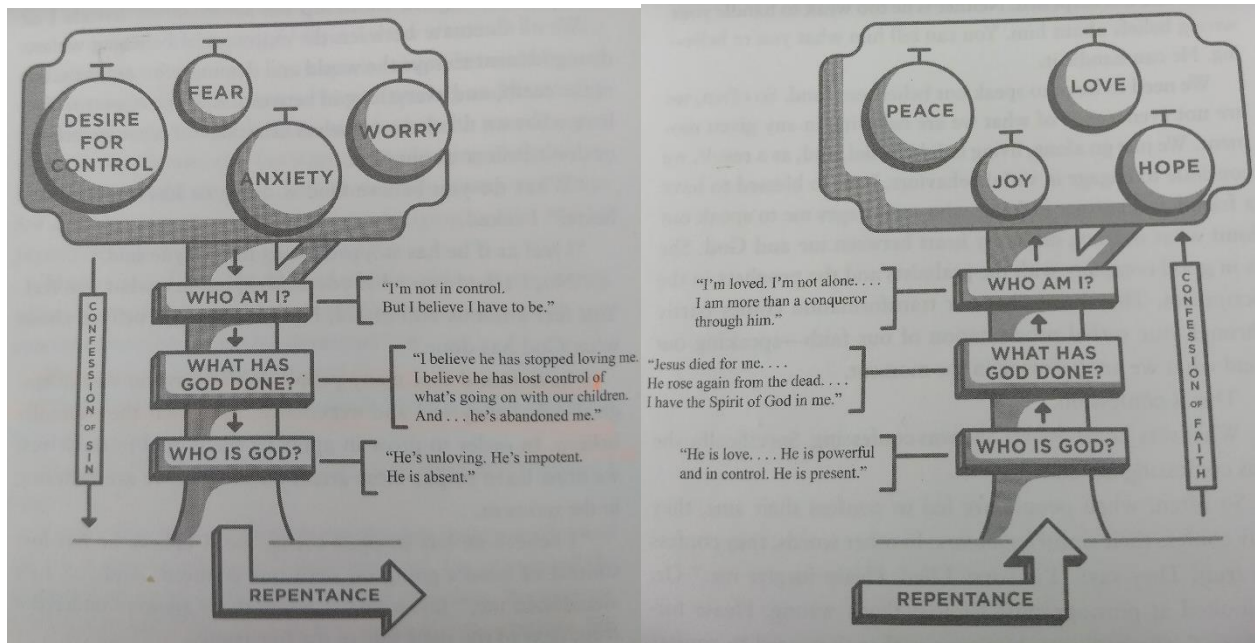 DESIRE
FOR
CONTROL
FEAR
ANXIETY
WORRY
WHO AM I?
"I'm not in control.
But I believe I have to be."
WHAT HAS
GOD DONE?
"I believe he has stopped loving me.
I believe he has lost control of
what's going on with our children.
And . . . he's abandoned me."
WHO IS GOD?
"He's unloving. He's impotent.
He is absent."
CONFESSION OF SIN
REPENTANCE
PEACE
JOY
LOVE
HOPE
"I'm loved. I'm not alone. . . .
I am more than a conqueror
through him."
WHO AM I?
"Jesus died for me. . . .
He rose again from the dead. . . .
I have the Spirit of God in me."
WHAT HAS
GOD DONE?
"He is love. . . . He is powerful
and in control. He is present."
WHO IS GOD?
CONFESSION OF FAITH
REPENTANCE